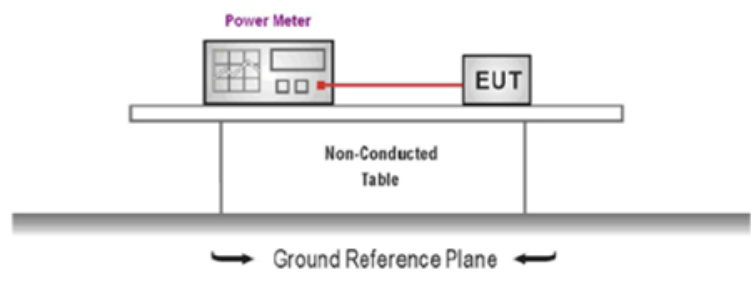 Power Meter
EUT
Non-Conducted
Table
Ground Reference Plane